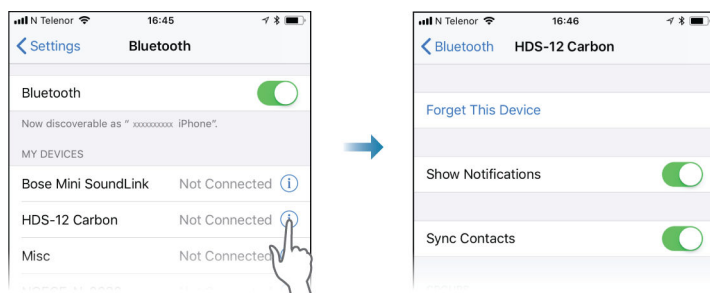 N Telenor 16:45
Settings Bluetooth
Bluetooth
Now discoverable as " xxxxxxxxxx iPhone".
MY DEVICES
Bose Mini SoundLink Not Connected i
HDS-12 Carbon Not Connected i
Misc Not Connected
N Telenor 16:46
Bluetooth HDS-12 Carbon
Forget This Device
Show Notifications
Sync Contacts